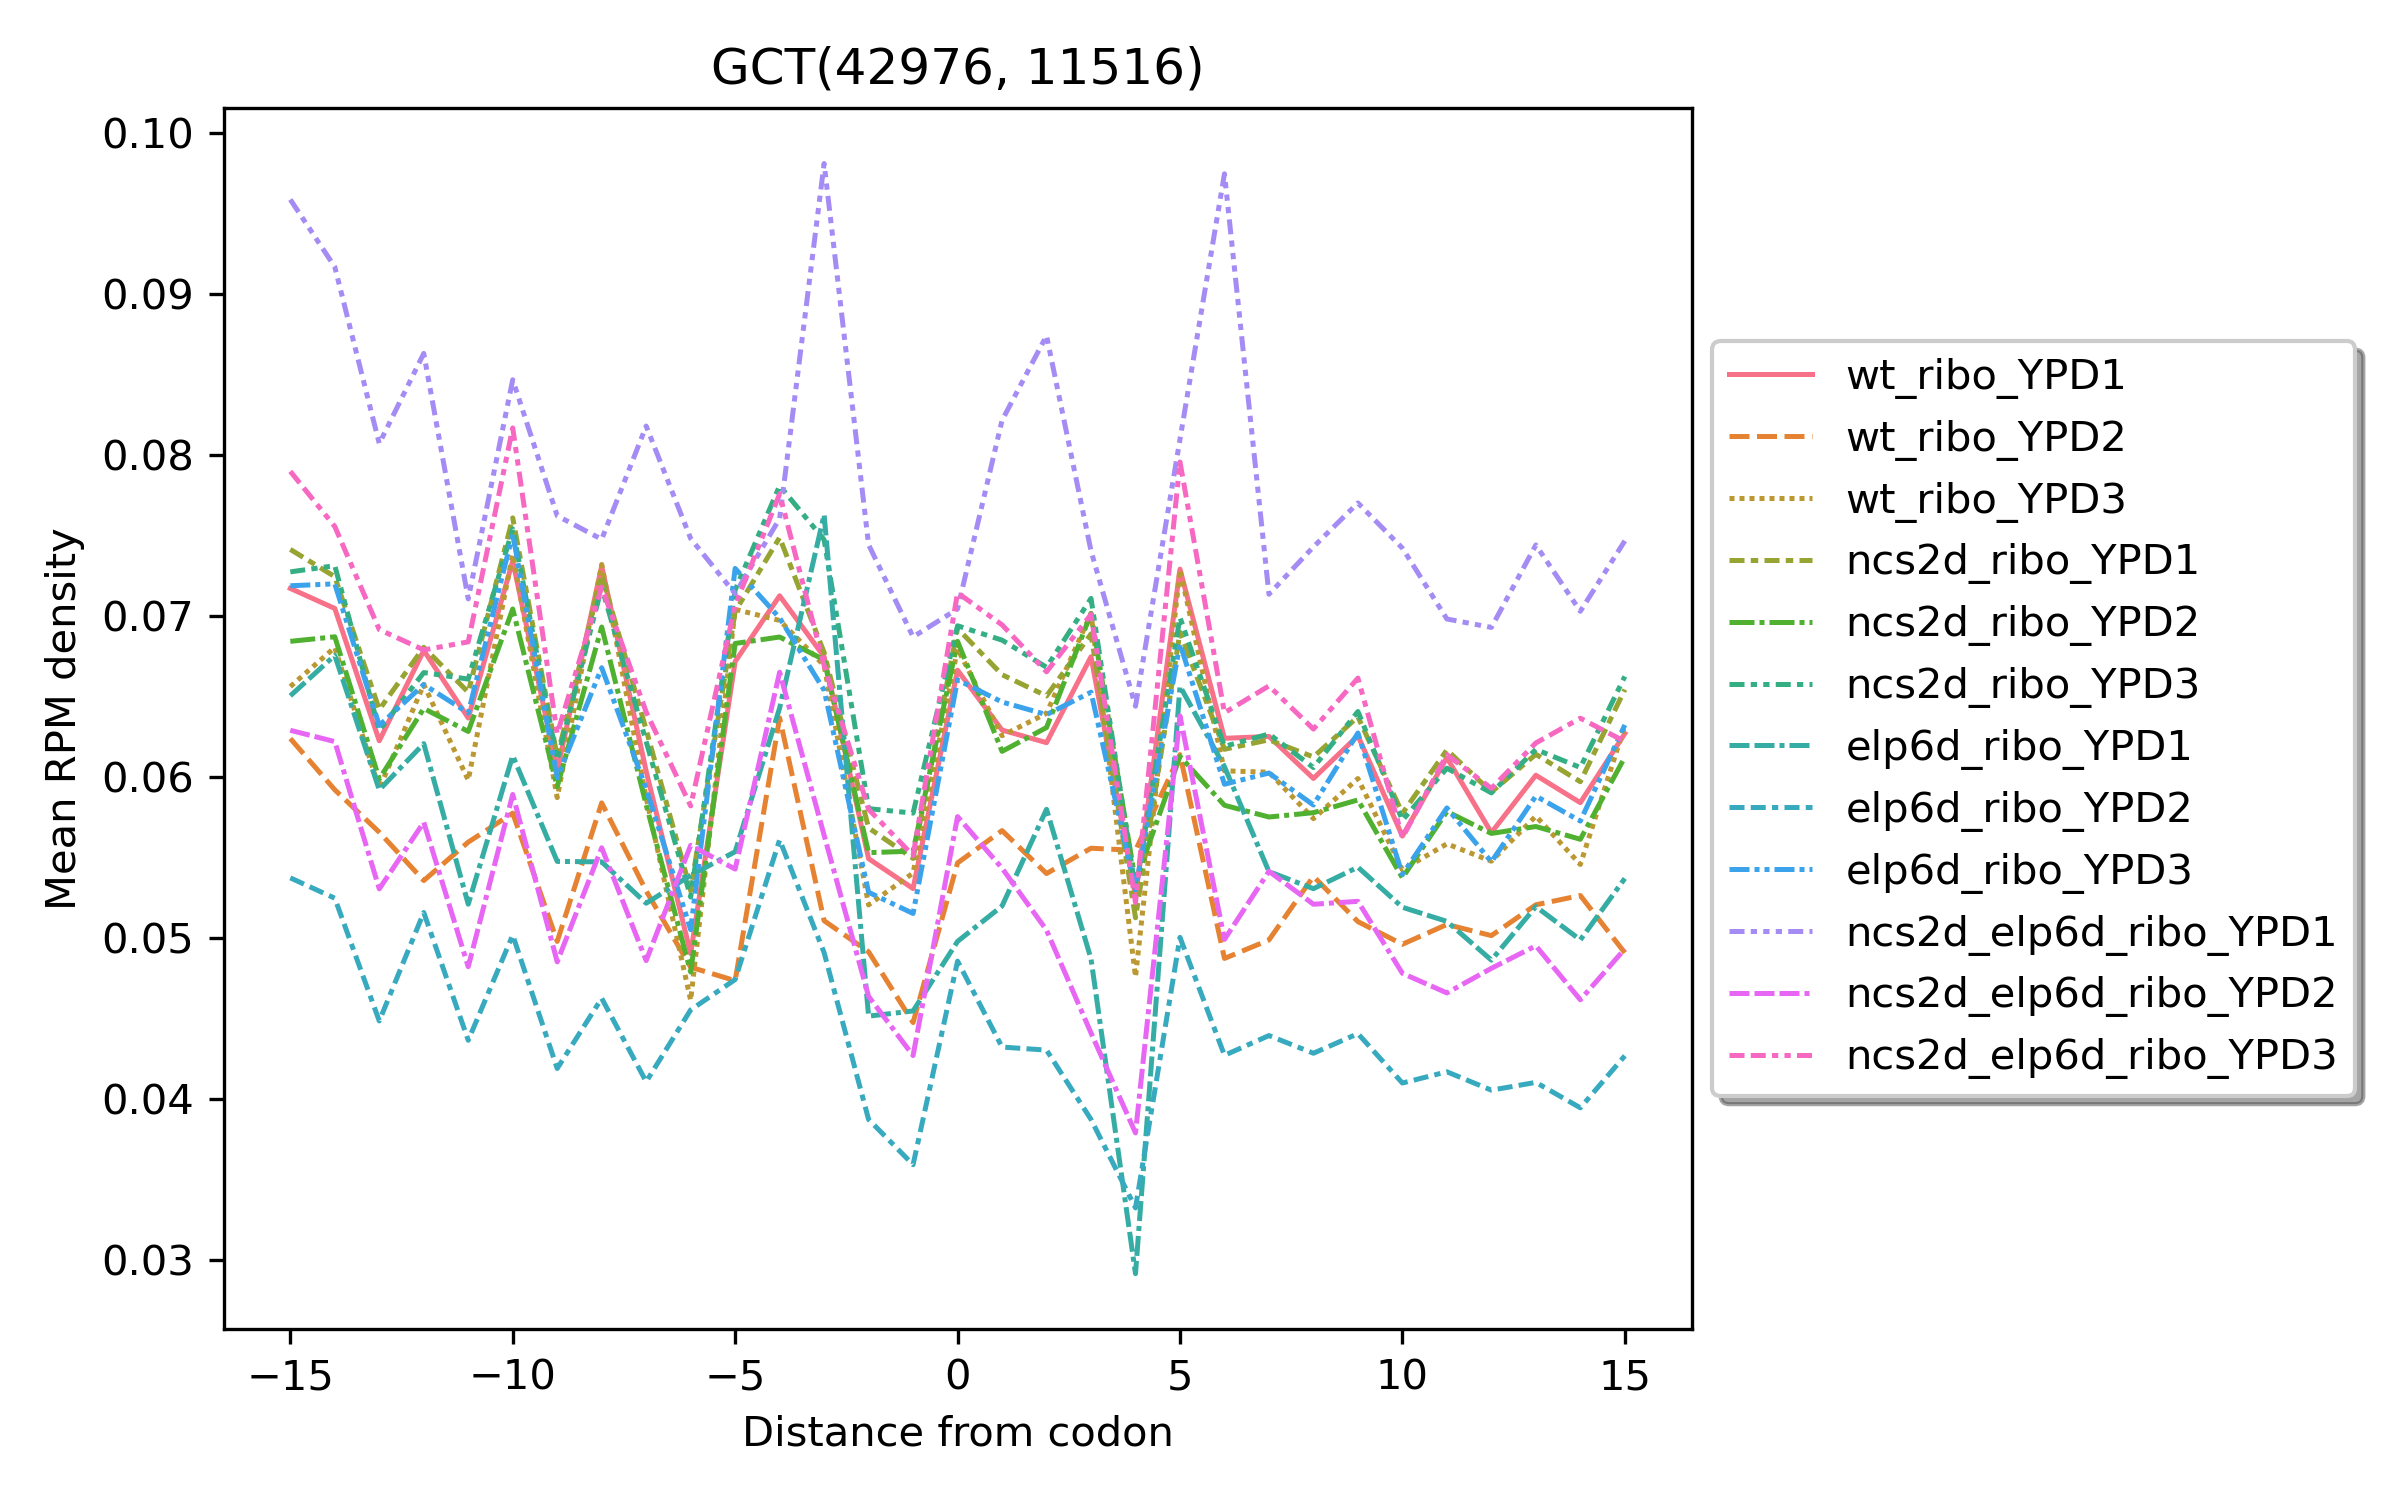 GCT(42976, 11516)
0.10
0.09
0.08
0.07
0.06
0.05
0.04
0.03
Mean RPM density
−15
−10
−5
0
5
10
15
Distance from codon
wt_ribo_YPD1
wt_ribo_YPD2
wt_ribo_YPD3
ncs2d_ribo_YPD1
ncs2d_ribo_YPD2
ncs2d_ribo_YPD3
elp6d_ribo_YPD1
elp6d_ribo_YPD2
elp6d_ribo_YPD3
ncs2d_elp6d_ribo_YPD1
ncs2d_elp6d_ribo_YPD2
ncs2d_elp6d_ribo_YPD3